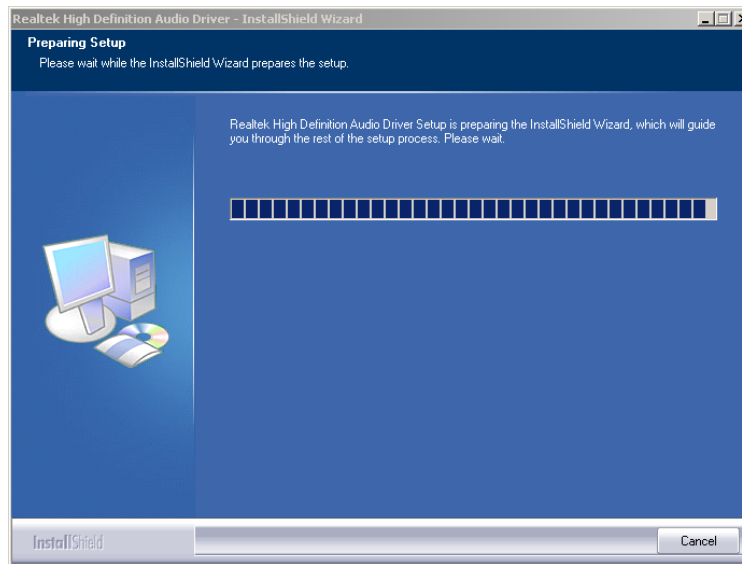 Realtek High Definition Audio Driver - InstallShield Wizard
Preparing Setup
Please wait while the InstallShield Wizard prepares the setup.
Realtek High Definition Audio Driver Setup is preparing the InstallShield Wizard, which will guide
you through the rest of the setup process. Please wait.
InstallShield
Cancel